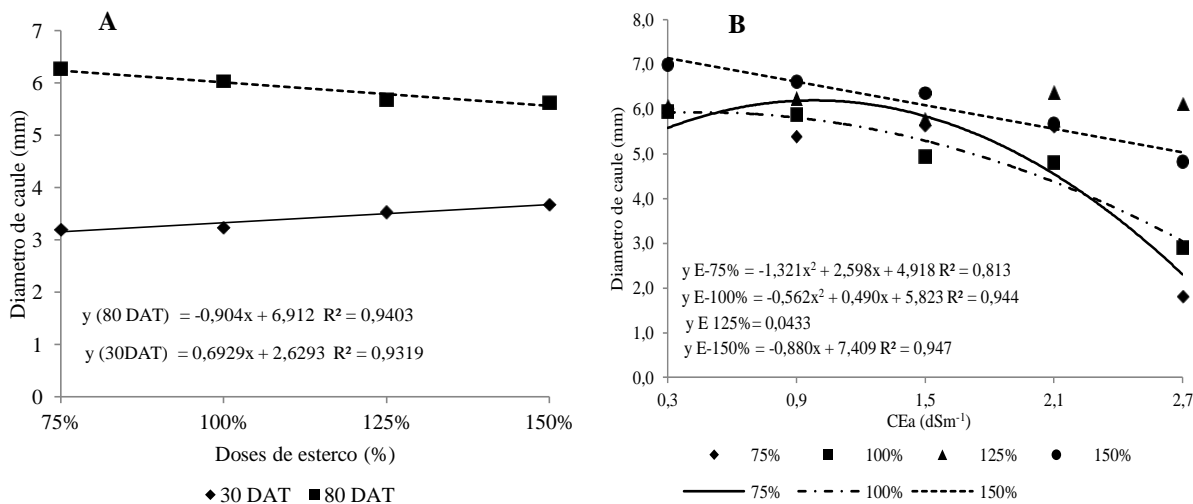 A
Diametro de caule (mm)
7
6
5
4
3
2
1
0
y (80 DAT) = -0,904x + 6,912 R² = 0,9403
y (30DAT) = 0,6929x + 2,6293 R² = 0,9319
75% 100% 125% 150%
Doses de esterco (%)
30 DAT 80 DAT
B
Diametro de caule (mm)
8,0
7,0
6,0
5,0
4,0
3,0
2,0
1,0
0,0
y E-75% = -1,321x² + 2,598x + 4,918 R² = 0,813
y E-100% = -0,562x² + 0,490x + 5,823 R² = 0,944
y E 125%= 0,0433
y E-150% = -0,880x + 7,409 R² = 0,947
0,3 0,9 1,5 2,1 2,7
CEa (dSm⁻¹)
75% 100% 125% 150%
75% 100% 150%